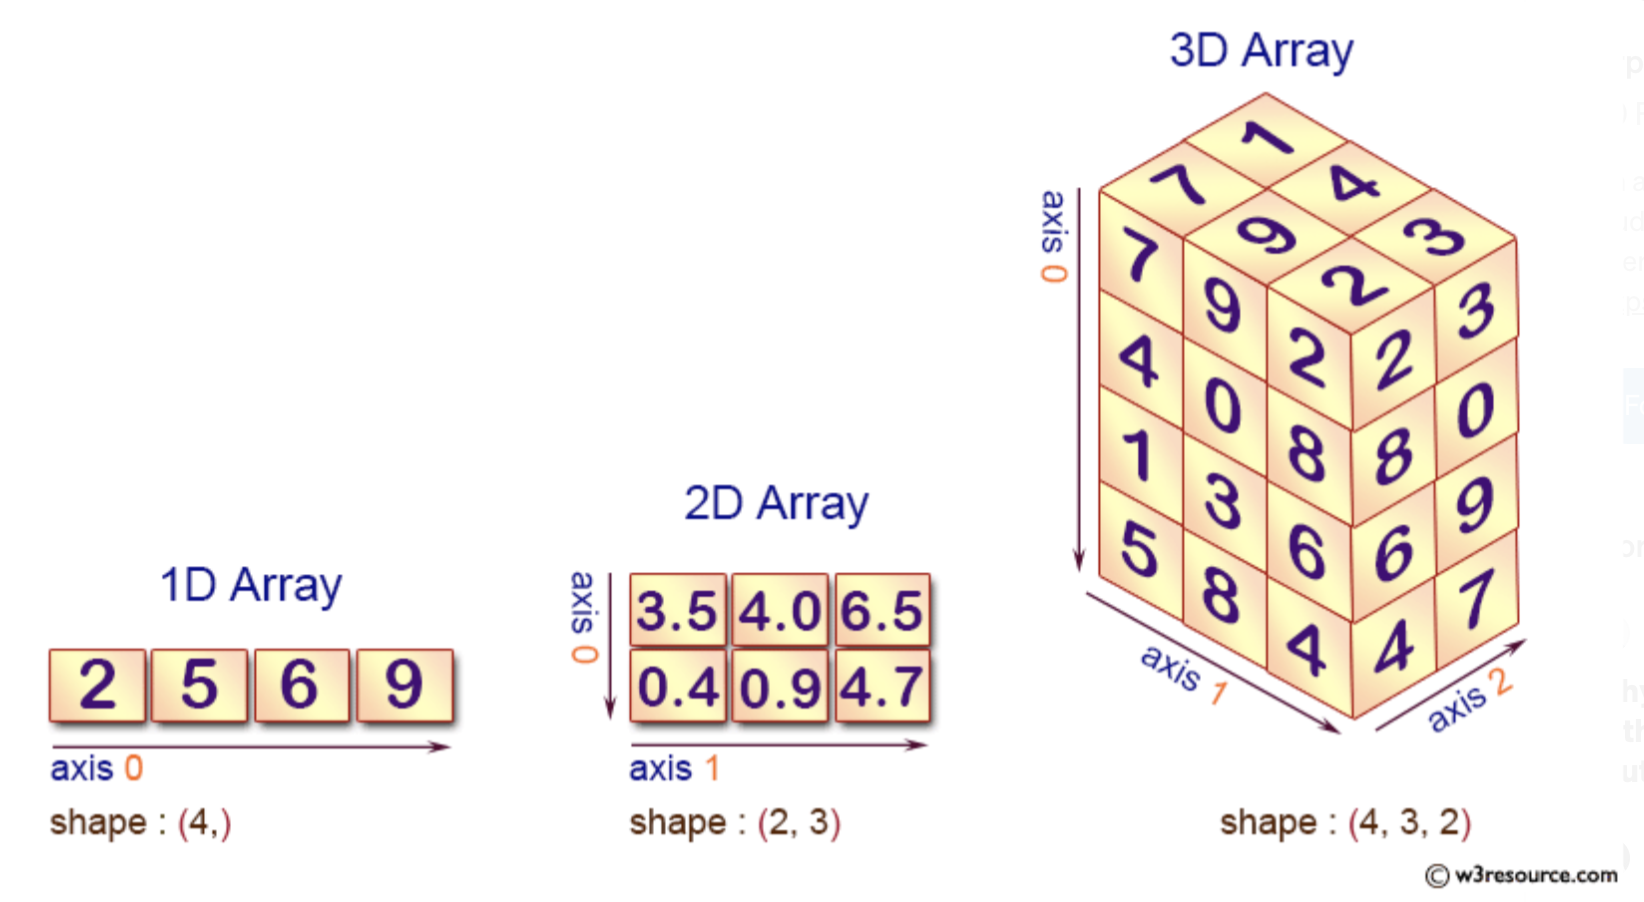 3D Array
1
7 4
9 3
2
axis 0
7 9 2 2 3
4 0 8 8 0
1 3 6 6 9
5 8 4 4 7
axis 1
axis 2
shape : (4, 3, 2)
2D Array
axis 0
3.5 4.0 6.5
0.4 0.9 4.7
axis 1
shape : (2, 3)
1D Array
2 5 6 9
axis 0
shape : (4,)
© w3resource.com